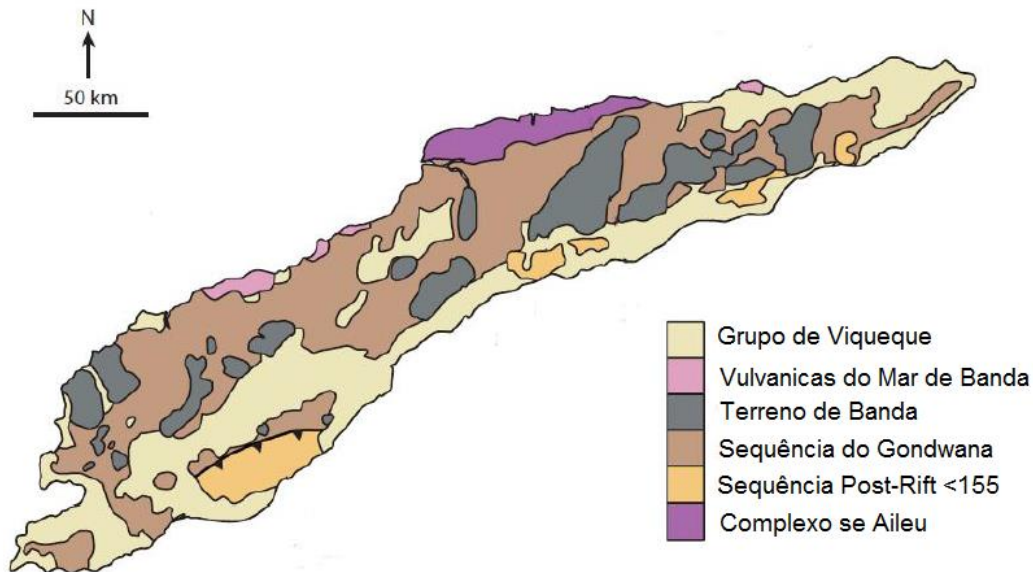 N
50 km
Grupo de Viqueque
Vulvanicas do Mar de Banda
Terreno de Banda
Sequência do Gondwana
Sequência Post-Rift <155
Complexo se Aileu